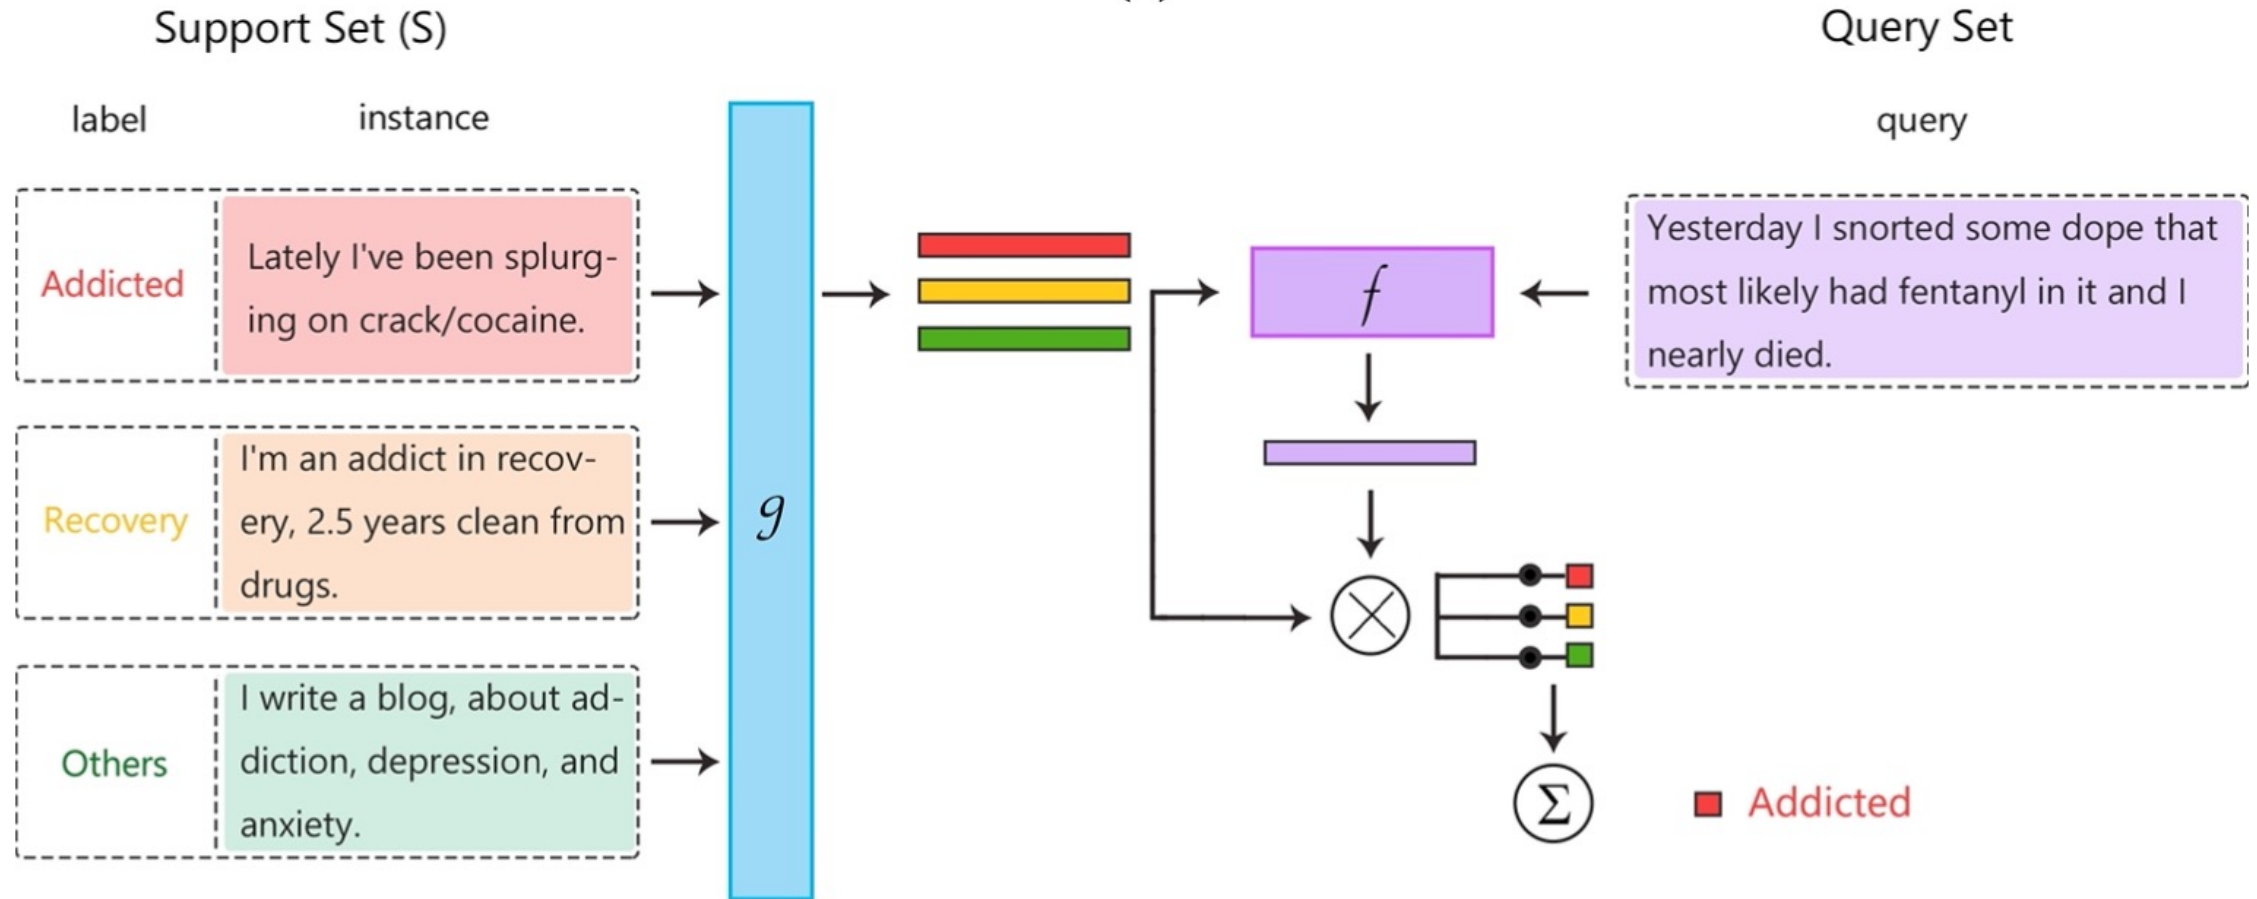 Support Set (S)
Query Set
label
instance
query
Addicted
Lately I've been splurg-
ing on crack/cocaine.
Recovery
I'm an addict in recov-
ery, 2.5 years clean from
drugs.
Others
I write a blog, about ad-
diction, depression, and
anxiety.
g
f
Yesterday I snorted some dope that
most likely had fentanyl in it and I
nearly died.
Σ
Addicted